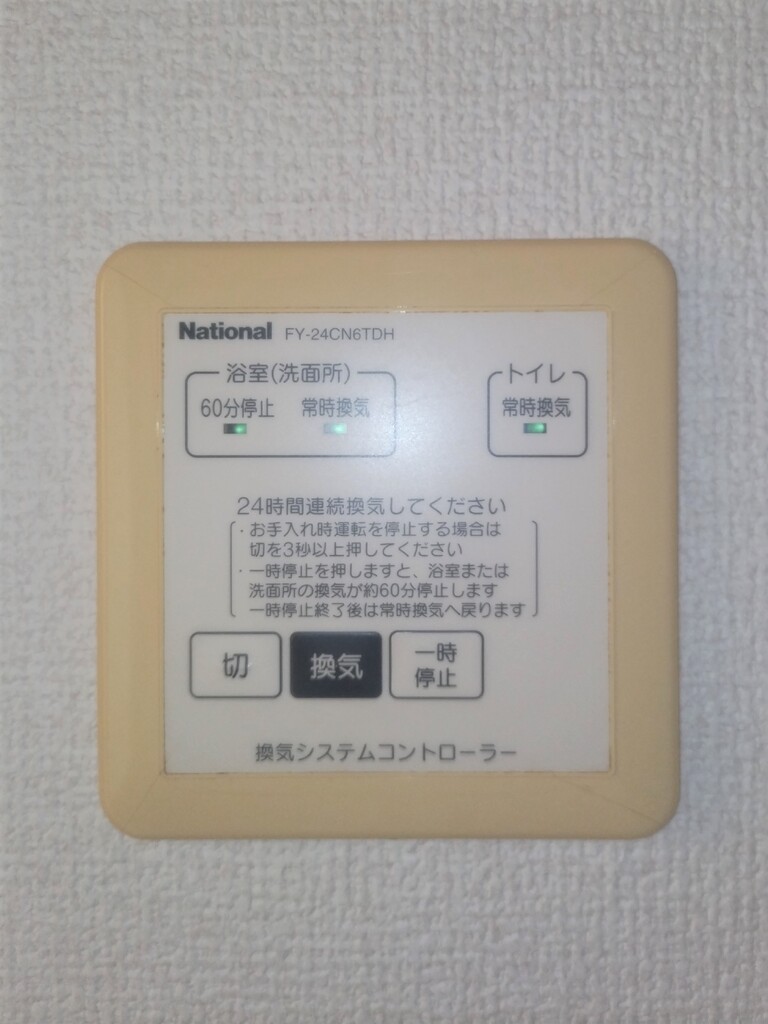 National FY-24CN6TDH
浴室(洗面所)
トイレ
60分停止 常時換気
常時換気
24時間連続換気してください
・お手入れ時運転を停止する場合は
切を3秒以上押してください
・一時停止を押しますと、浴室または
洗面所の換気が約60分停止します
一時停止終了後は常時換気へ戻ります
切
換気
一時
停止
換気システムコントローラー